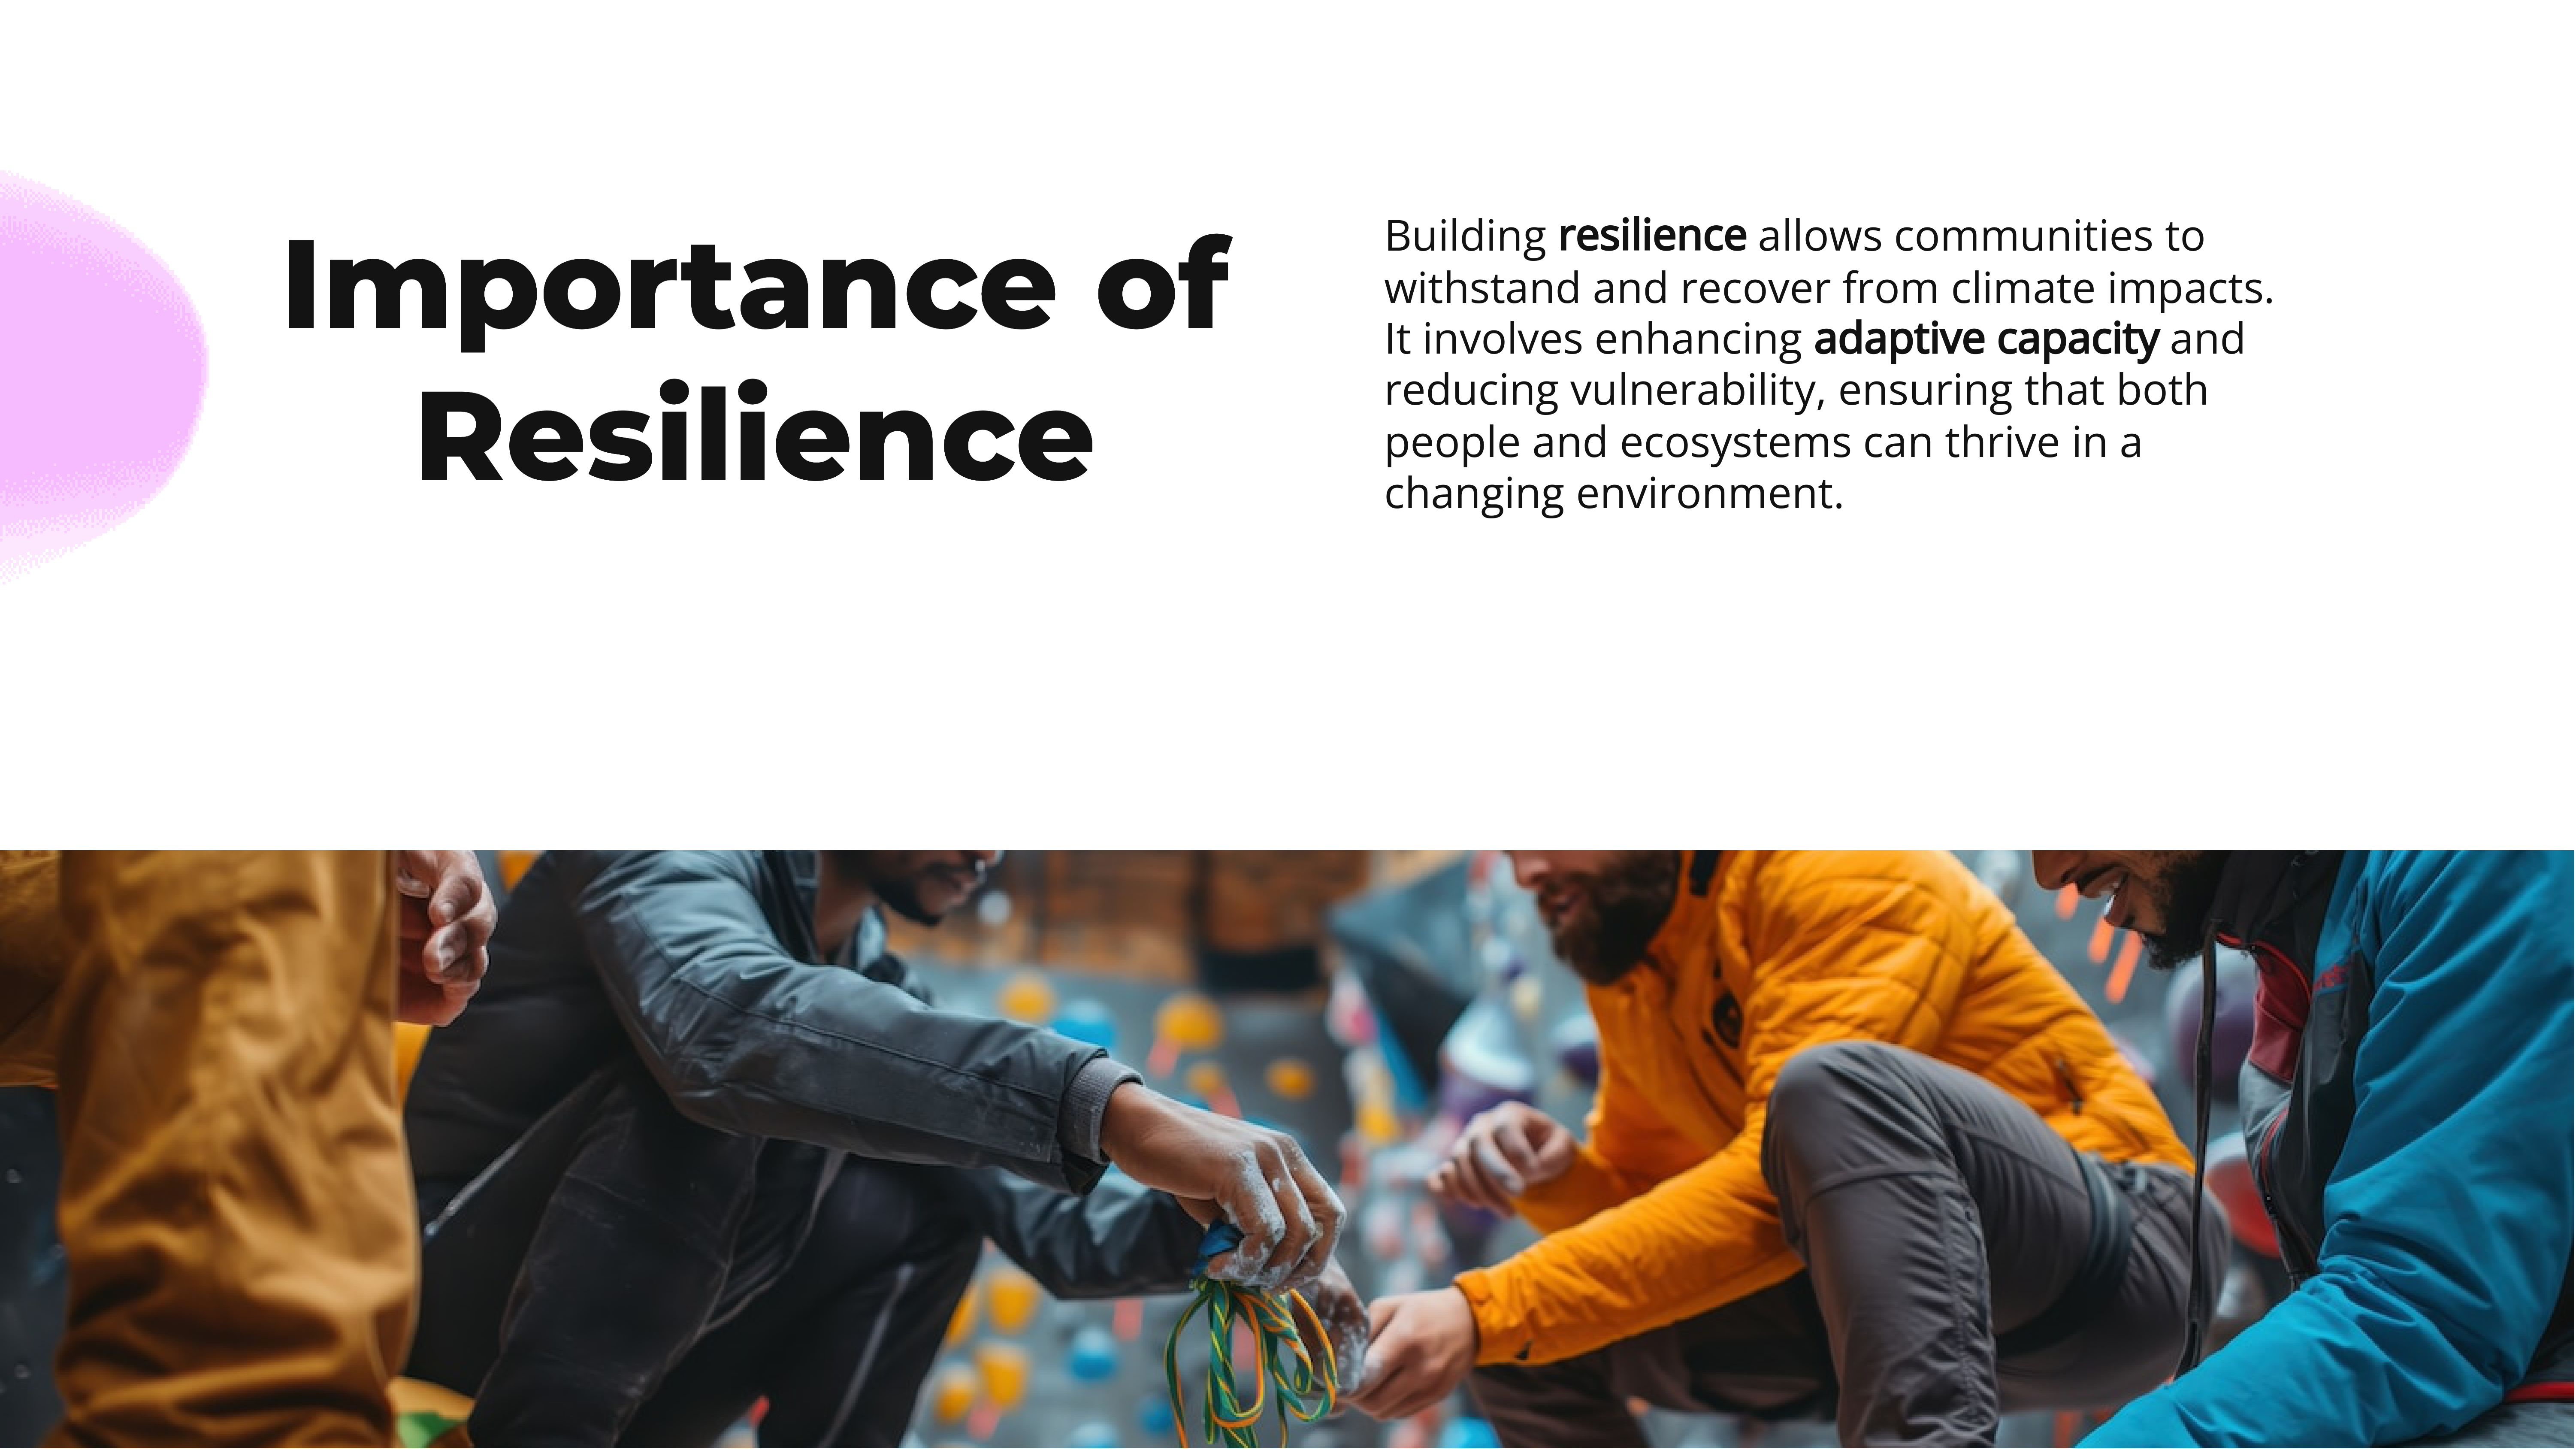 Importance of
Resilience
Building resilience allows communities to
withstand and recover from climate impacts.
It involves enhancing adaptive capacity and
reducing vulnerability, ensuring that both
people and ecosystems can thrive in a
changing environment.